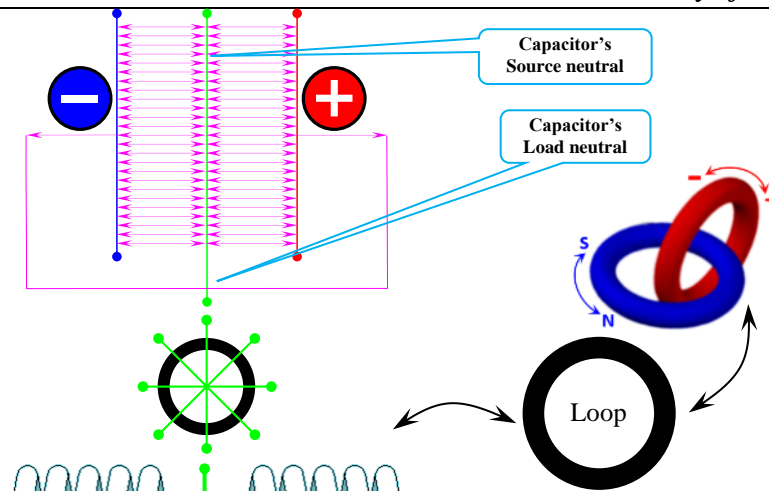 Capacitor's
Source neutral
Capacitor's
Load neutral
S
N
Loop